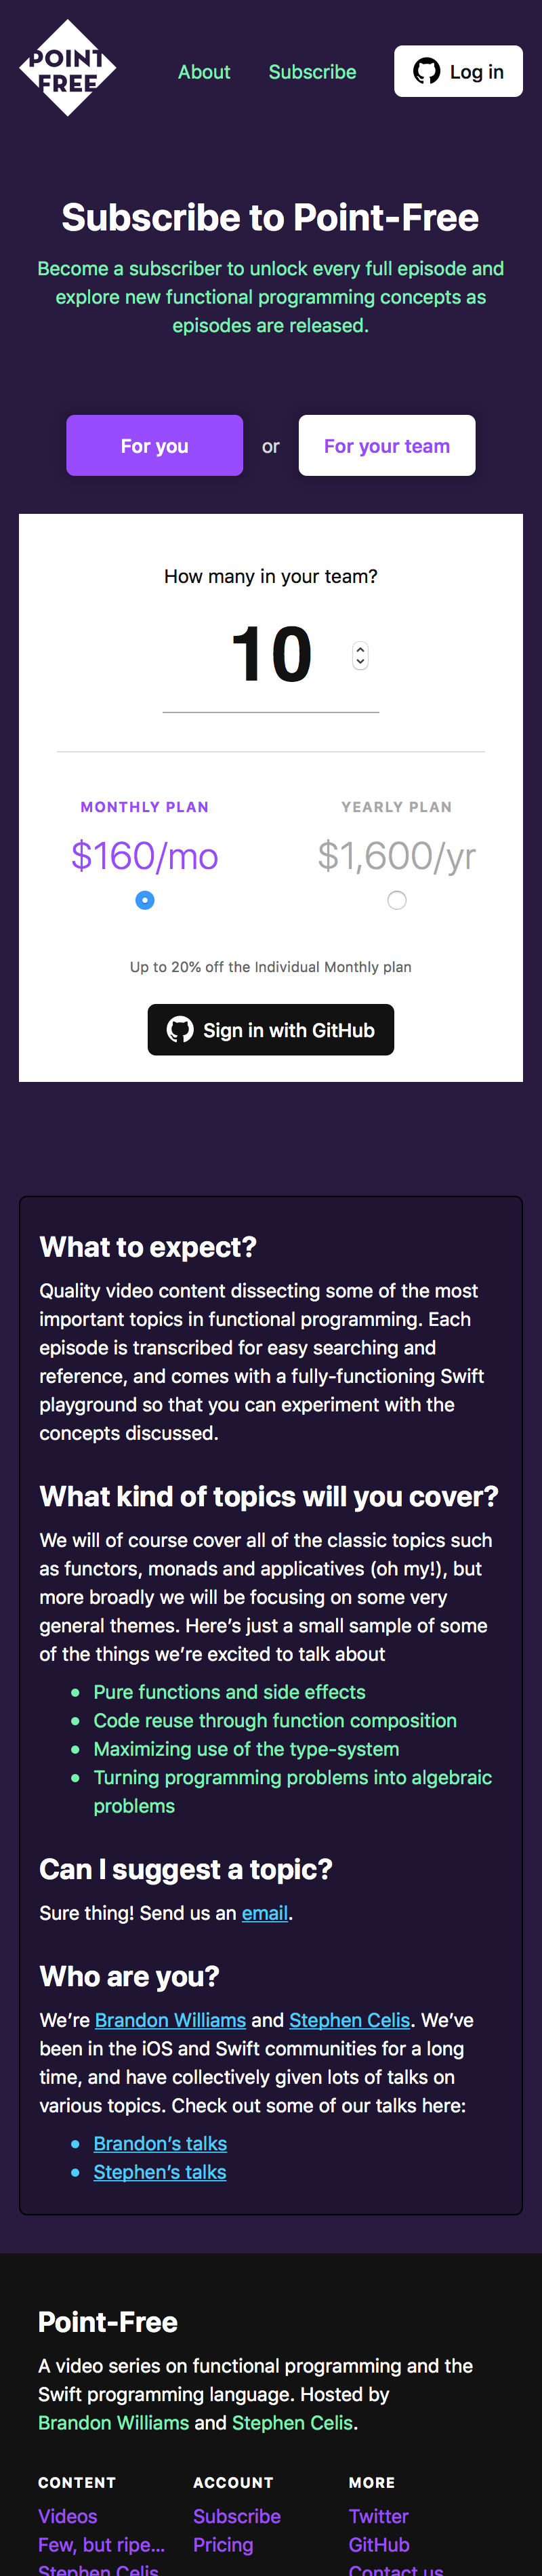 POINT
FREE
About
Subscribe
Log in
Subscribe to Point-Free
Become a subscriber to unlock every full episode and
explore new functional programming concepts as
episodes are released.
For you
or
For your team
How many in your team?
10
MONTHLY PLAN
$160/mo
YEARLY PLAN
$1,600/yr
Up to 20% off the Individual Monthly plan
Sign in with GitHub
What to expect?
Quality video content dissecting some of the most
important topics in functional programming. Each
episode is transcribed for easy searching and
reference, and comes with a fully-functioning Swift
playground so that you can experiment with the
concepts discussed.
What kind of topics will you cover?
We will of course cover all of the classic topics such
as functors, monads and applicatives (oh my!), but
more broadly we will be focusing on some very
general themes. Here’s just a small sample of some
of the things we’re excited to talk about
• Pure functions and side effects
• Code reuse through function composition
• Maximizing use of the type-system
• Turning programming problems into algebraic
problems
Can I suggest a topic?
Sure thing! Send us an email.
Who are you?
We’re Brandon Williams and Stephen Celis. We’ve
been in the iOS and Swift communities for a long
time, and have collectively given lots of talks on
various topics. Check out some of our talks here:
• Brandon’s talks
• Stephen’s talks
Point-Free
A video series on functional programming and the
Swift programming language. Hosted by
Brandon Williams and Stephen Celis.
CONTENT
Videos
Few, but ripe...
Stephen Celis
ACCOUNT
Subscribe
Pricing
MORE
Twitter
GitHub
Contact us